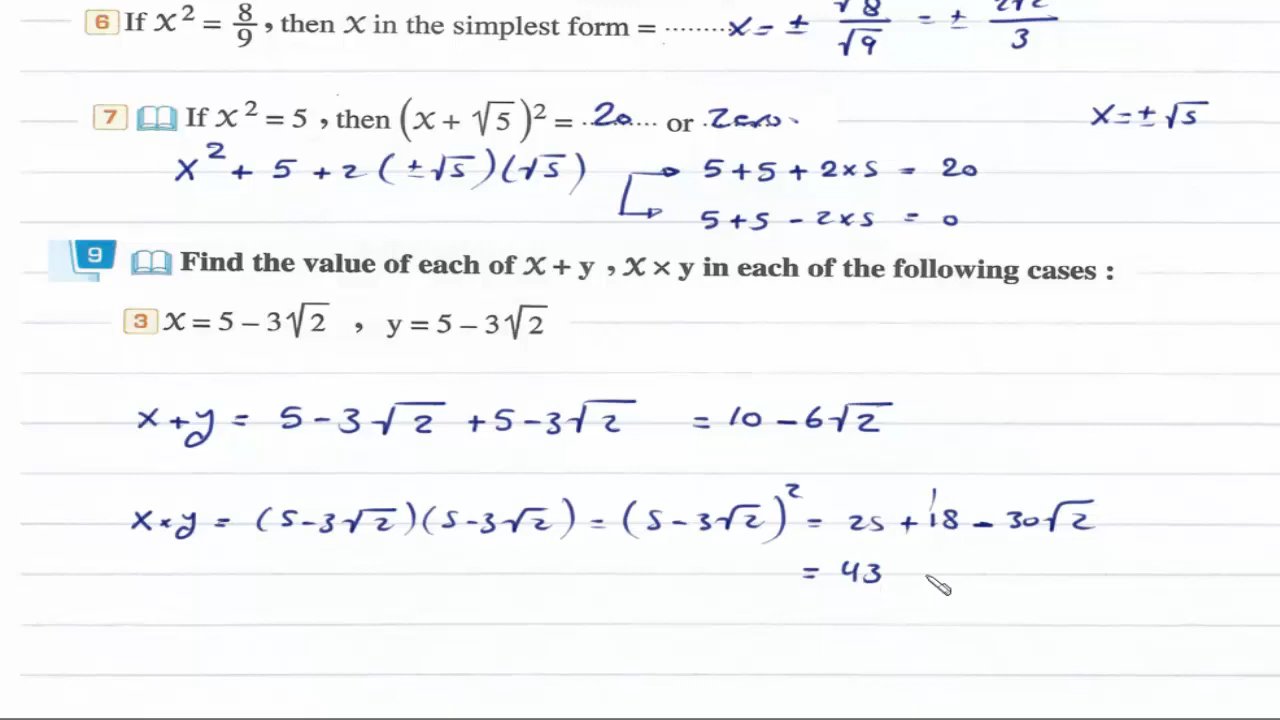 6 If x² = 8/9 , then x in the simplest form = ........ x = ± √8/√9 = ± 2√2/3
7 If x² = 5 , then (x + √5)² = ..20.... or .Zero. x = ± √5
x² + 5 + 2 (±√5)(√5) → 5 + 5 + 2×5 = 20
→ 5 + 5 - 2×5 = 0
9 Find the value of each of x + y , x × y in each of the following cases :
3 x = 5 – 3√2 , y = 5 – 3√2
x + y = 5 - 3√2 + 5 - 3√2 = 10 - 6√2
x × y = (5 - 3√2)(5 - 3√2) = (5 - 3√2)² = 25 + 18 - 30√2
= 43